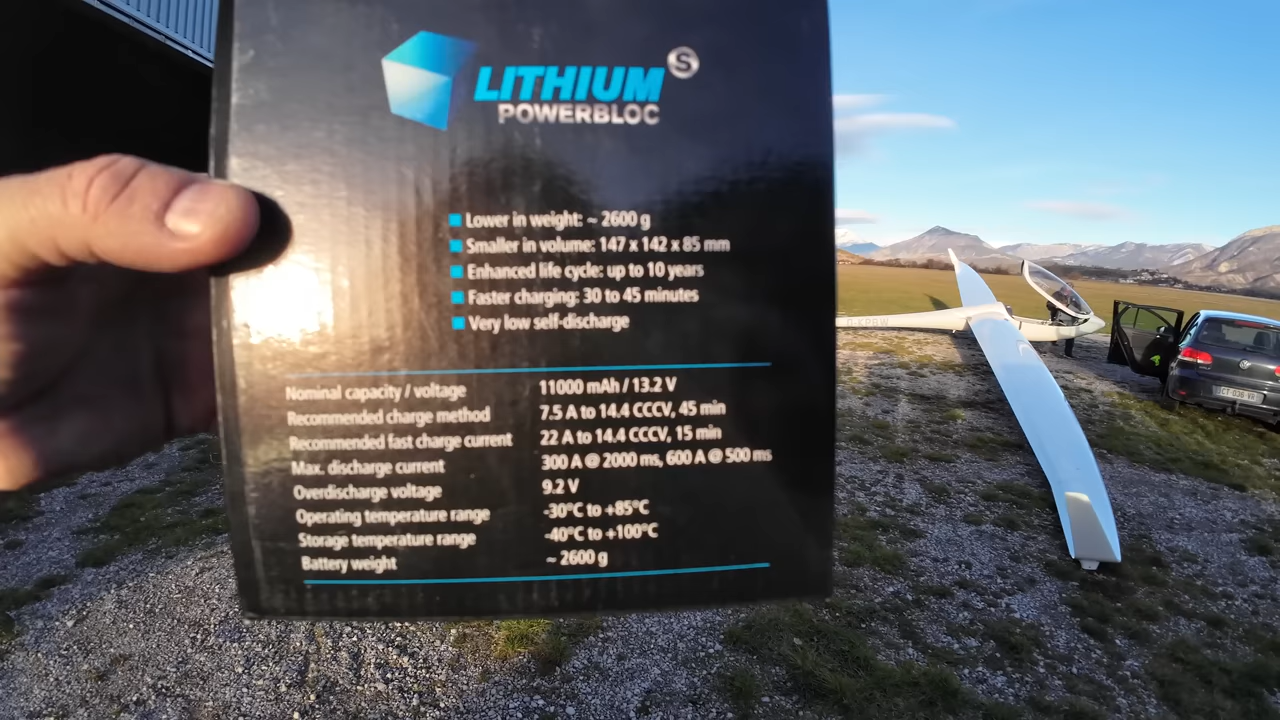 S
LITHIUM
POWERBLOC
Lower in weight: ~ 2600 g
Smaller in volume: 147 x 142 x 85 mm
Enhanced life cycle: up to 10 years
Faster charging: 30 to 45 minutes
Very low self-discharge
Nominal capacity / voltage 11000 mAh / 13.2 V
Recommended charge method 7.5 A to 14.4 CCCV, 45 min
Recommended fast charge current 22 A to 14.4 CCCV, 15 min
Max. discharge current 300 A @ 2000 ms, 600 A @ 500 ms
Overdischarge voltage 9.2 V
Operating temperature range -30°C to +85°C
Storage temperature range -40°C to +100°C
Battery weight ~ 2600 g
D-KPBW